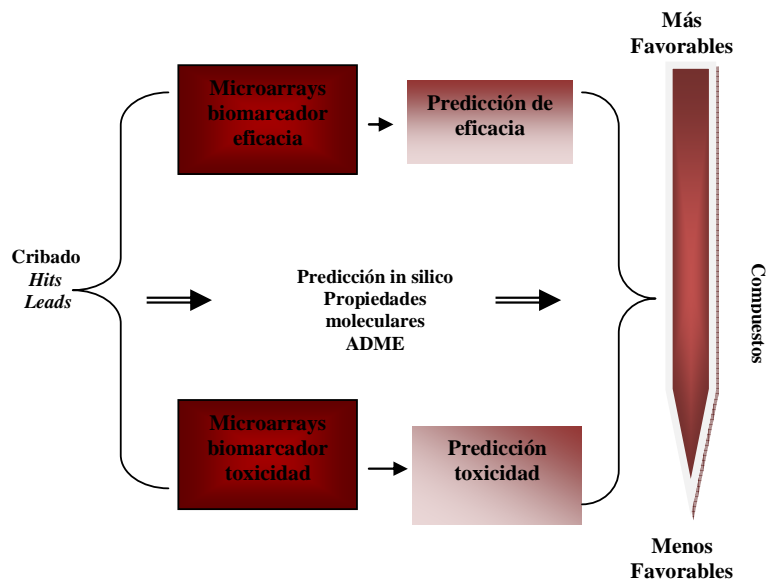 Más
Favorables
Microarrays
biomarcador
eficacia
Predicción de
eficacia
Cribado
Hits
Leads
Predicción in silico
Propiedades
moleculares
ADME
Compuestos
Microarrays
biomarcador
toxicidad
Predicción
toxicidad
Menos
Favorables